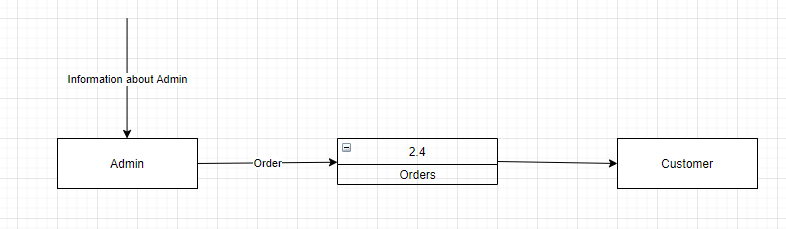 Information about Admin
Admin
Order
2.4
Orders
Customer